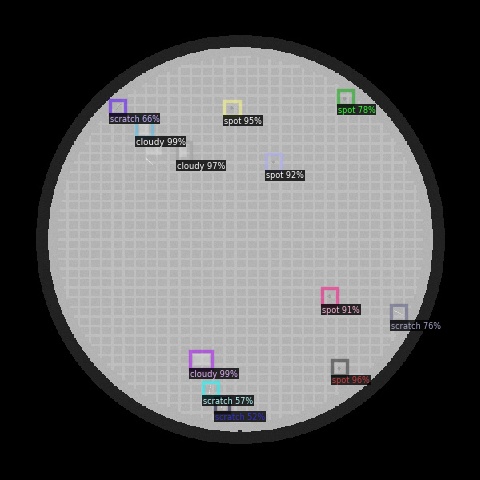 spot 78%
scratch 66%
spot 95%
cloudy 99%
cloudy 97%
spot 92%
spot 91%
scratch 76%
cloudy 99%
spot 96%
scratch 57%
scratch 52%